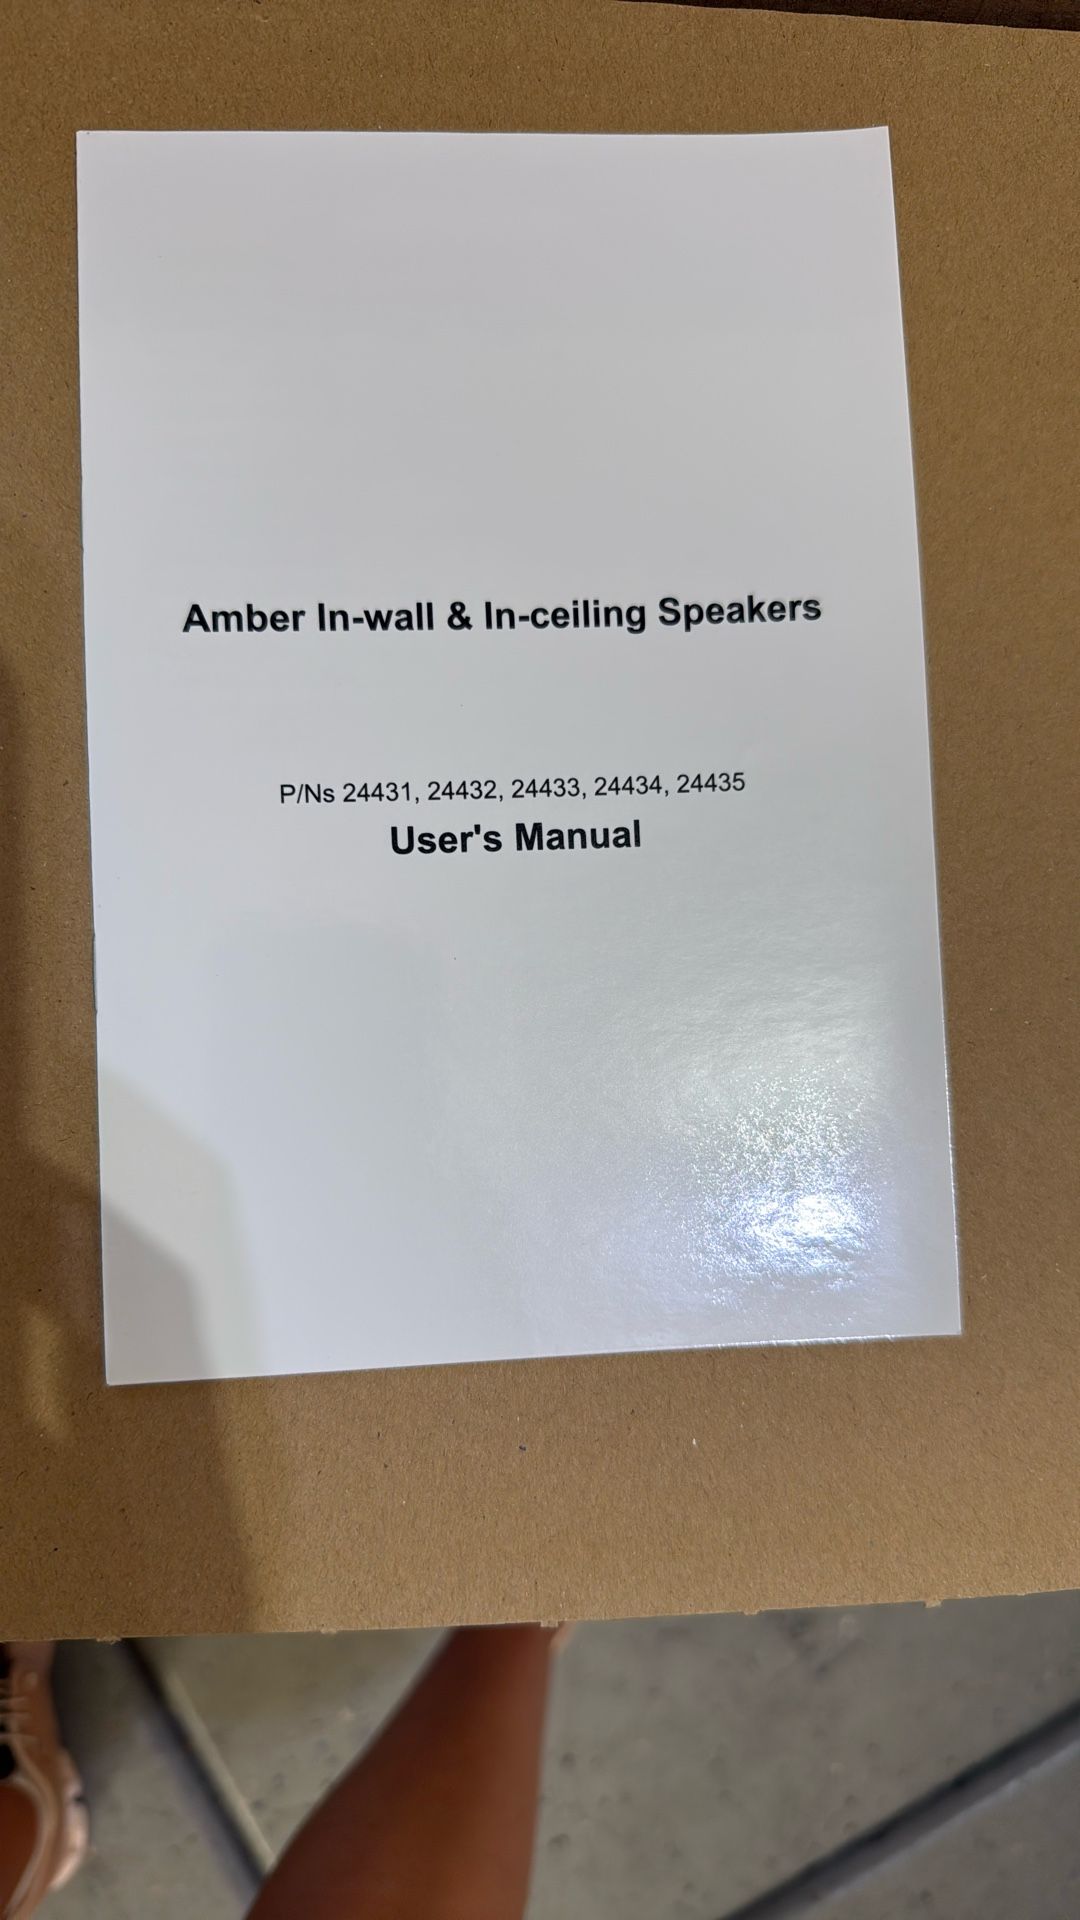 Amber In-wall & In-ceiling Speakers
P/Ns 24431, 24432, 24433, 24434, 24435
User's Manual